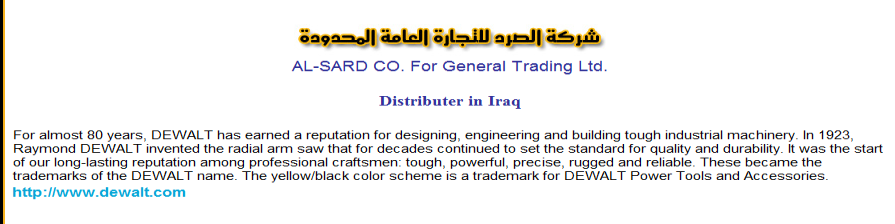 شركة الصرد للتجارة العامة المحدودة
AL-SARD CO. For General Trading Ltd.
Distributer in Iraq
For almost 80 years, DEWALT has earned a reputation for designing, engineering and building tough industrial machinery. In 1923,
Raymond DEWALT invented the radial arm saw that for decades continued to set the standard for quality and durability. It was the start
of our long-lasting reputation among professional craftsmen: tough, powerful, precise, rugged and reliable. These became the
trademarks of the DEWALT name. The yellow/black color scheme is a trademark for DEWALT Power Tools and Accessories.
http://www.dewalt.com